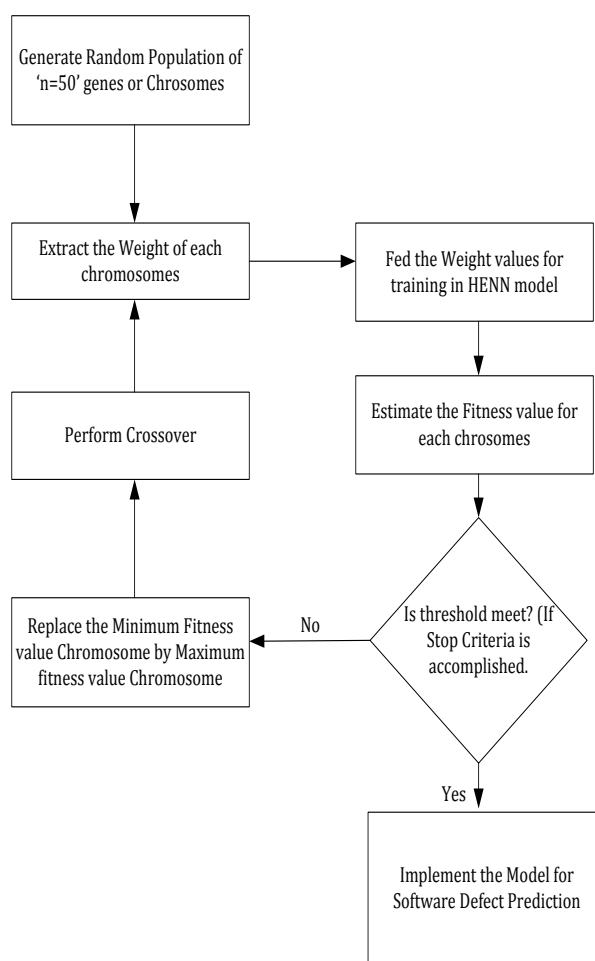 Generate Random Population of
‘n=50’ genes or Chrosomes
Extract the Weight of each
chromosomes
Fed the Weight values for
training in HENN model
Estimate the Fitness value for
each chrosomes
Perform Crossover
Is threshold meet? (If
Stop Criteria is
accomplished.
No
Replace the Minimum Fitness
value Chromosome by Maximum
fitness value Chromosome
Yes
Implement the Model for
Software Defect Prediction